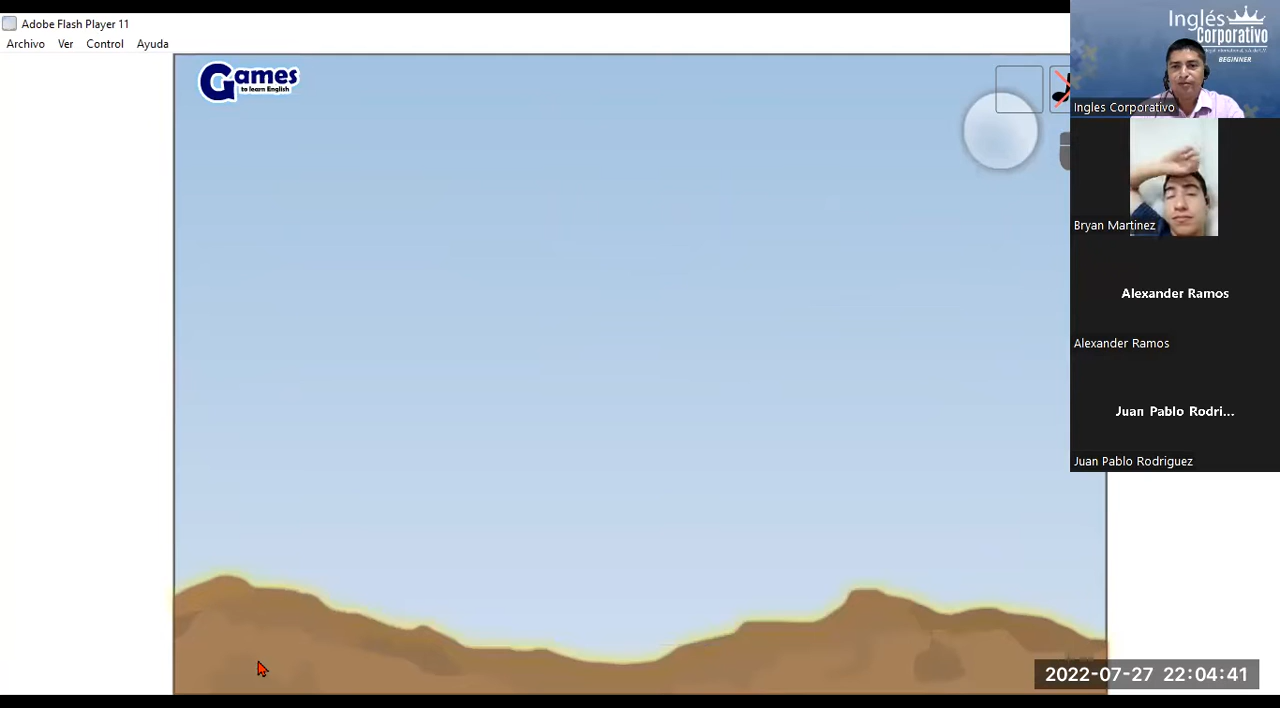 Adobe Flash Player 11
Archivo Ver Control Ayuda
Games
to learn English
Inglés
Corporativo
BEGINNER
Ingles Corporativo
Bryan Martinez
Alexander Ramos
Alexander Ramos
Juan Pablo Rodri...
Juan Pablo Rodriguez
2022-07-27 22:04:41